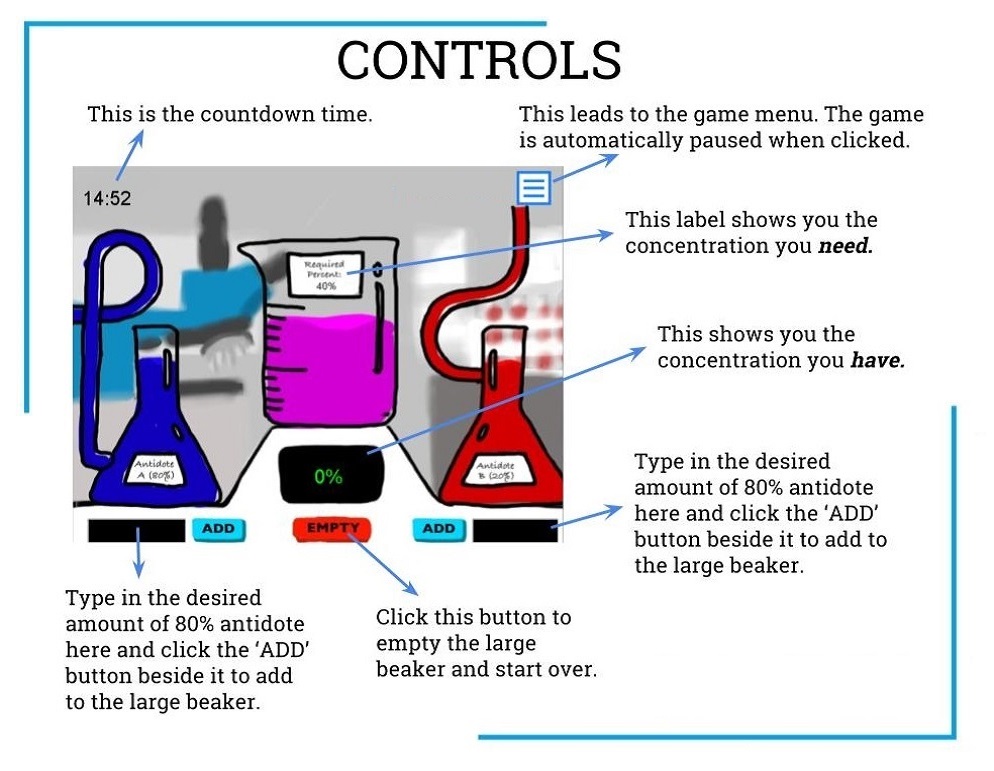 CONTROLS
This is the countdown time.
This leads to the game menu. The game
is automatically paused when clicked.
14:52
This label shows you the
concentration you need.
Required
Percent:
40%
This shows you the
concentration you have.
Antidote
A (80%)
0%
Antidote
B (20%)
Type in the desired
amount of 80% antidote
here and click the ‘ADD’
button beside it to add to
the large beaker.
ADD
EMPTY
ADD
Type in the desired
amount of 80% antidote
here and click the ‘ADD’
button beside it to add
to the large beaker.
Click this button to
empty the large
beaker and start over.